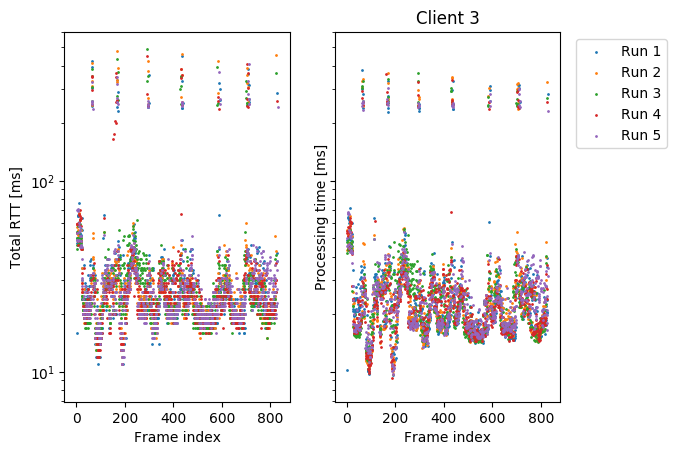 Client 3
Total RTT [ms]
10²
10¹
0 200 400 600 800
Frame index
Processing time [ms]
0 200 400 600 800
Frame index
Run 1
Run 2
Run 3
Run 4
Run 5